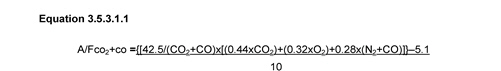 Equation 3.5.3.1.1
A/Fco₂+co ={[42.5/(CO₂+CO)x[(0.44xCO₂)+(0.32xO₂)+0.28x(N₂+CO)]}–5.1
10